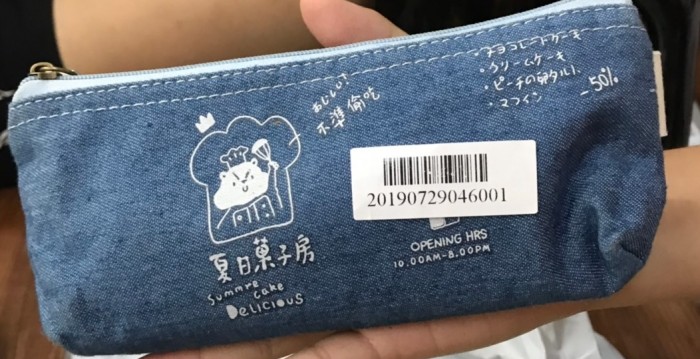 チョコレートケーキ
・クリームケーキ
・ピーチの卵タルト
・マフィン
-50%
おじしい?
不準偷吃
20190729046001
OPENING HRS
10.00AM-8.00PM
夏日菓子房
Summre
cake
DELiCiOUS